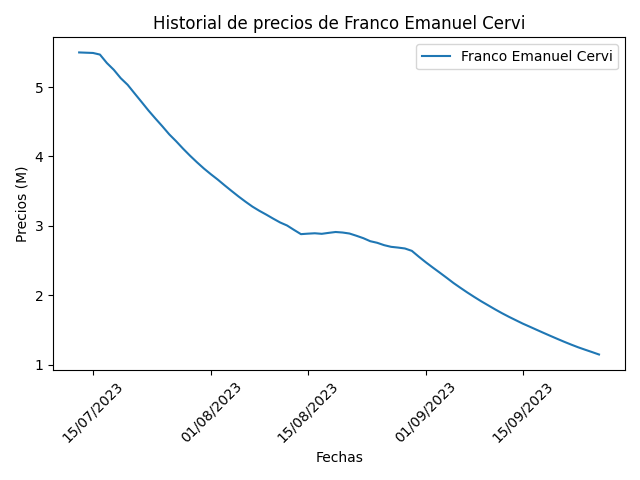 Historial de precios de Franco Emanuel Cervi
Franco Emanuel Cervi
Precios (M)
5
4
3
2
1
15/07/2023
01/08/2023
15/08/2023
01/09/2023
15/09/2023
Fechas